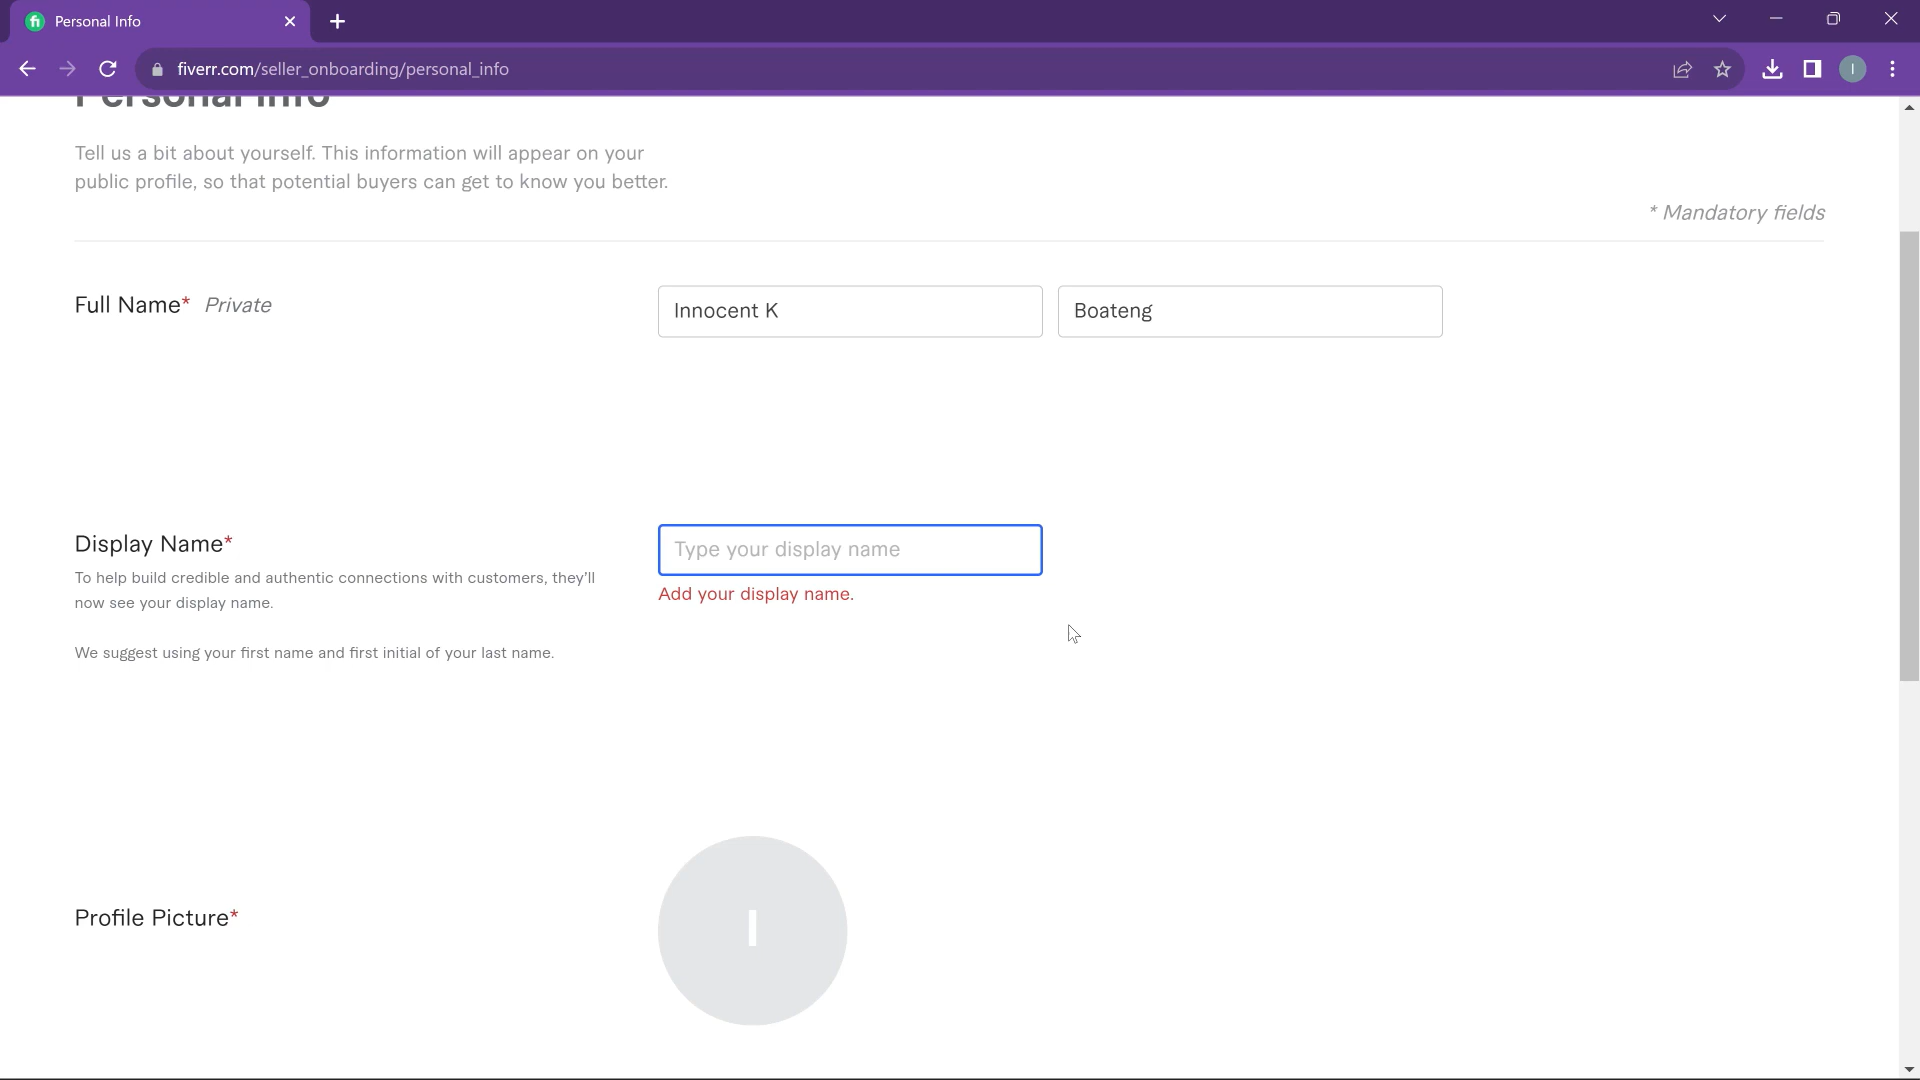 Personal Info
fiverr.com/seller_onboarding/personal_info
I
Personal Info
Tell us a bit about yourself. This information will appear on your
public profile, so that potential buyers can get to know you better.
* Mandatory fields
Full Name* Private
Innocent K
Boateng
Display Name*
Type your display name
To help build credible and authentic connections with customers, they'll
now see your display name.
Add your display name.
We suggest using your first name and first initial of your last name.
Profile Picture*
I